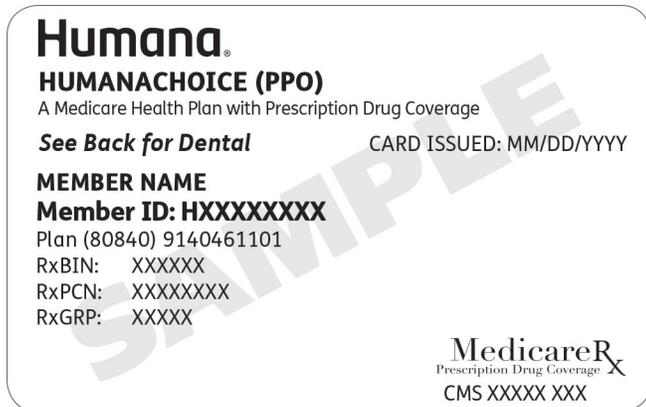 Humana®
HUMANACHOICE (PPO)
A Medicare Health Plan with Prescription Drug Coverage
See Back for Dental CARD ISSUED: MM/DD/YYYY
MEMBER NAME
Member ID: HXXXXXXXX
Plan (80840) 9140461101
RxBIN: XXXXXX
RxPCN: XXXXXXXX
RxGRP: XXXXX
SAMPLE
MedicareRx
Prescription Drug Coverage
CMS XXXXX XXX